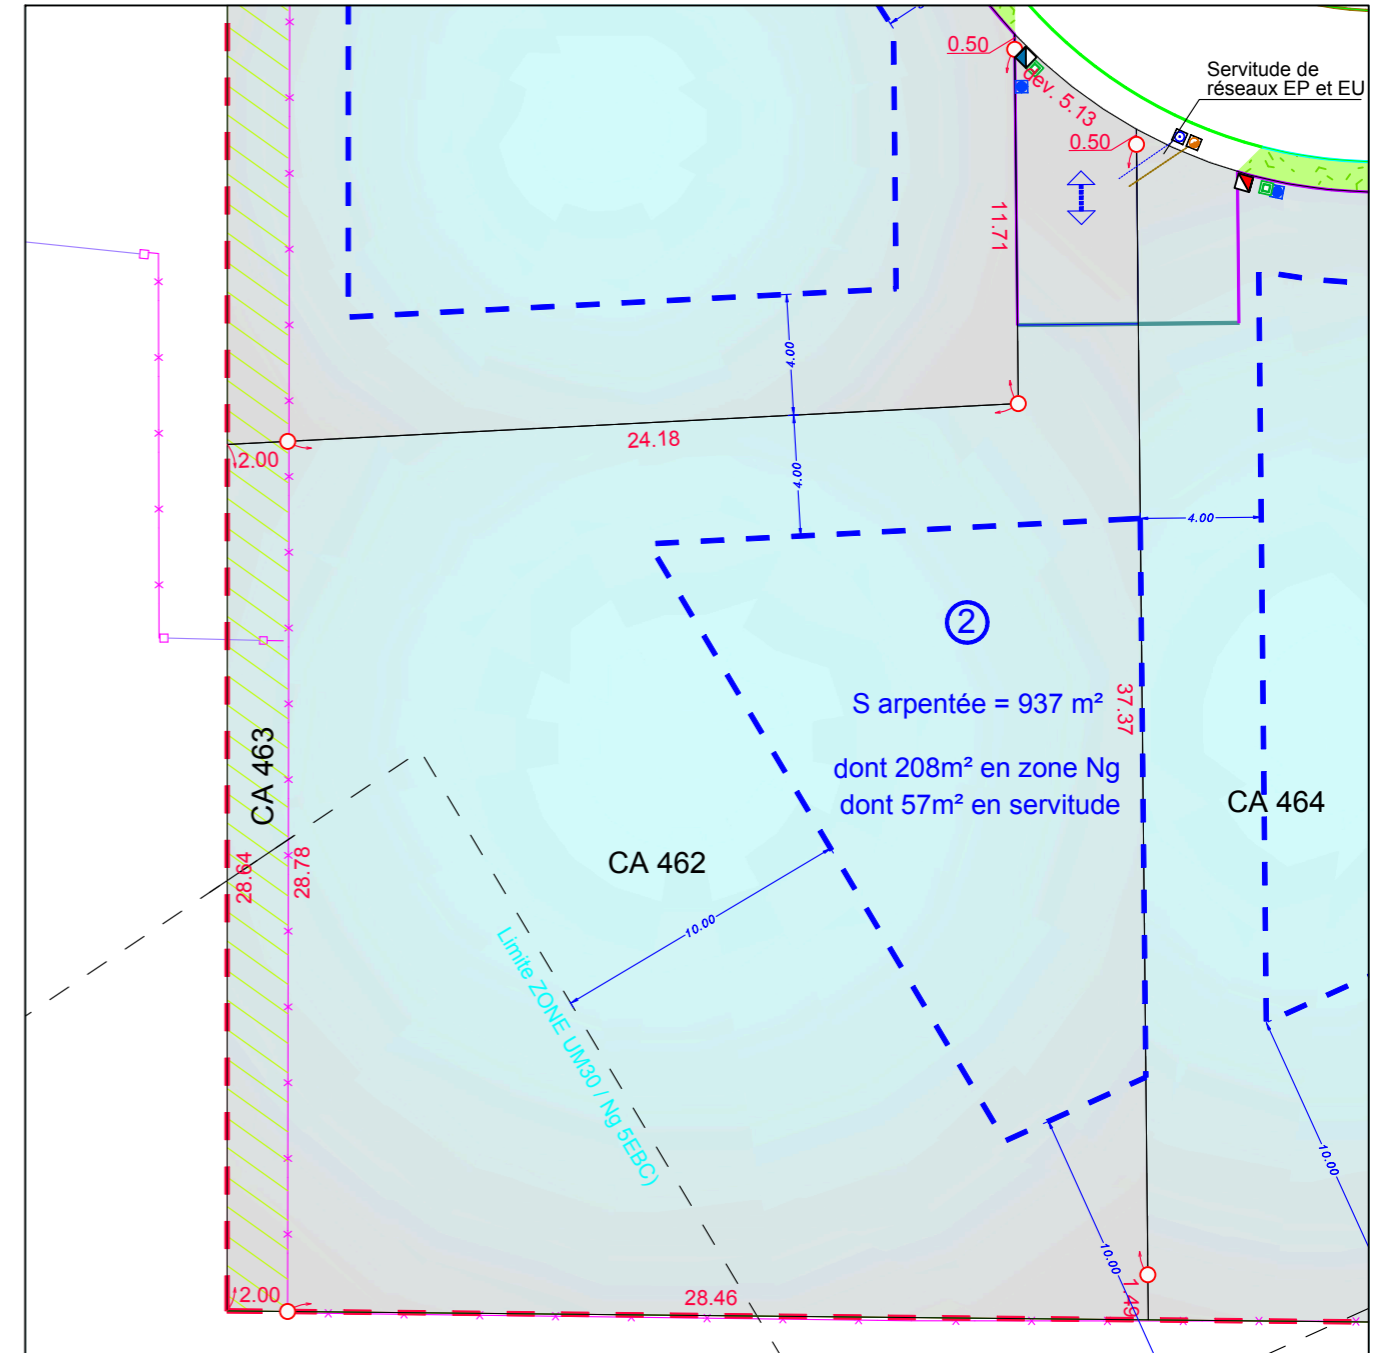 0.50
Servitude de
réseaux EP et EU
dev. 5.13
0.50
11.71
4.00
24.18
2.00
4.00
4.00
2
S arpentée = 937 m²
37.37
dont 208m² en zone Ng
dont 57m² en servitude
CA 463
CA 464
CA 462
28.64
28.78
10.00
Limite ZONE UM30 / Ng 5EBC)
10.00
10.00
2.00
28.46
1.49